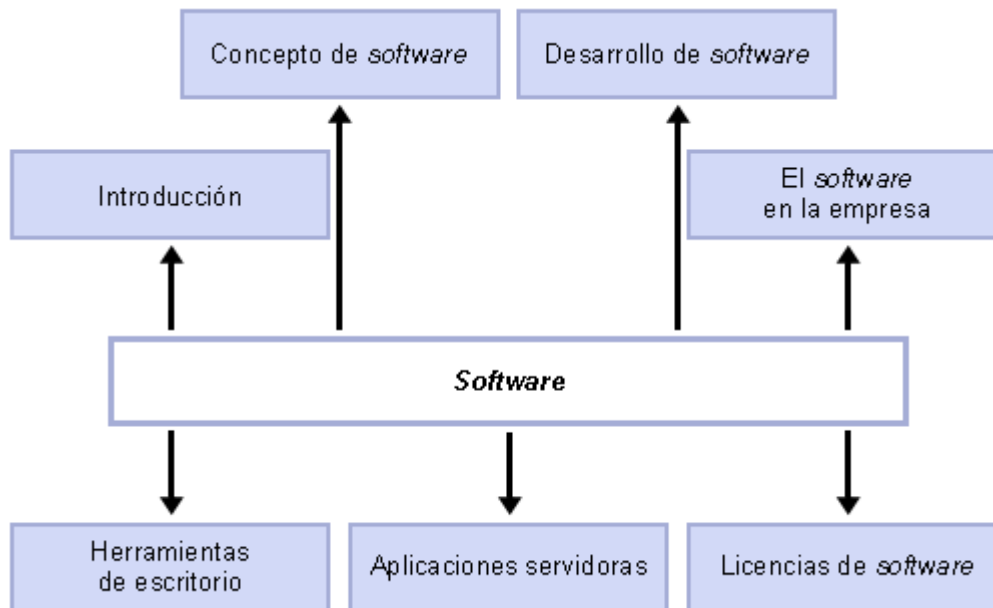 Concepto de software
Desarrollo de software
Introducción
El software
en la empresa
Software
Herramientas
de escritorio
Aplicaciones servidoras
Licencias de software